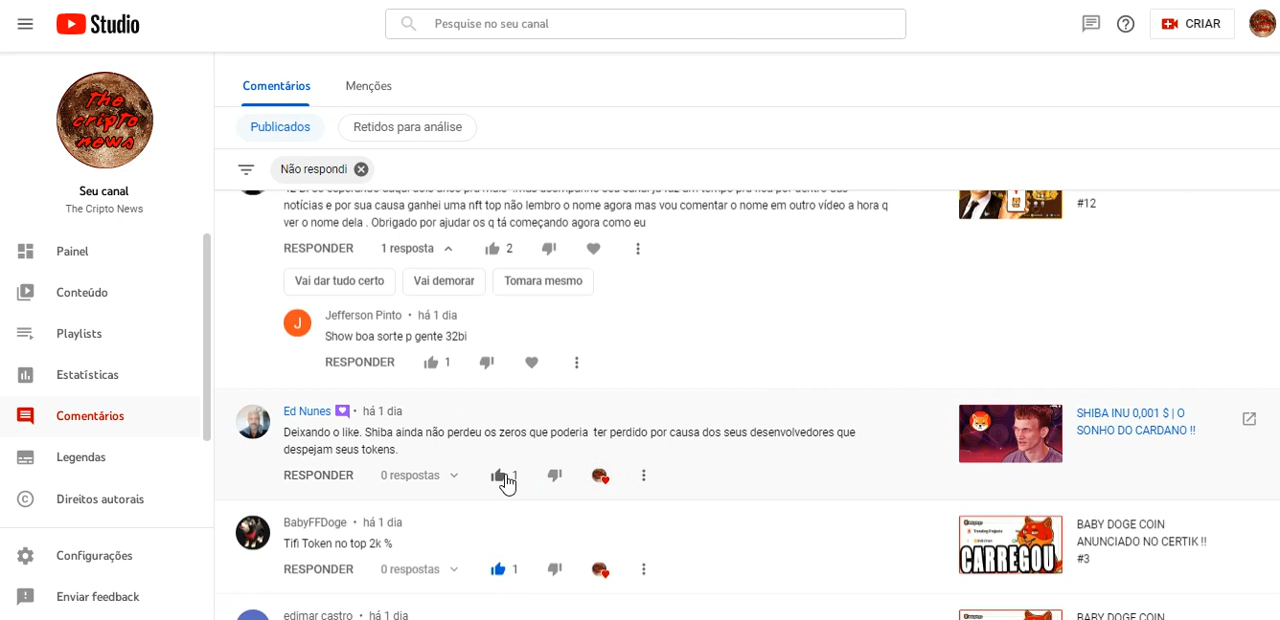 Studio
Pesquise no seu canal
CRIAR
The
cripto
news
Seu canal
The Cripto News
Painel
Conteúdo
Playlists
Estatísticas
Comentários
Legendas
Direitos autorais
Configurações
Enviar feedback
Comentários Menções
Publicados Retidos para análise
Não respondi
notícias e por sua causa ganhei uma nft top não lembro o nome agora mas vou comentar o nome em outro vídeo a hora q
ver o nome dela . Obrigado por ajudar os q tá começando agora como eu
RESPONDER 1 resposta 2
Vai dar tudo certo Vai demorar Tomara mesmo
#12
J
Jefferson Pinto • há 1 dia
Show boa sorte p gente 32bi
RESPONDER 1
Ed Nunes • há 1 dia
Deixando o like. Shiba ainda não perdeu os zeros que poderia ter perdido por causa dos seus desenvolvedores que
despejam seus tokens.
RESPONDER 0 respostas 1
SHIBA INU 0,001 $ | O
SONHO DO CARDANO !!
BabyFFDoge • há 1 dia
Tifi Token no top 2k %
RESPONDER 0 respostas 1
CARREGOU
BABY DOGE COIN
ANUNCIADO NO CERTIK !!
#3
edimar castro • há 1 dia
BABY DOGE COIN